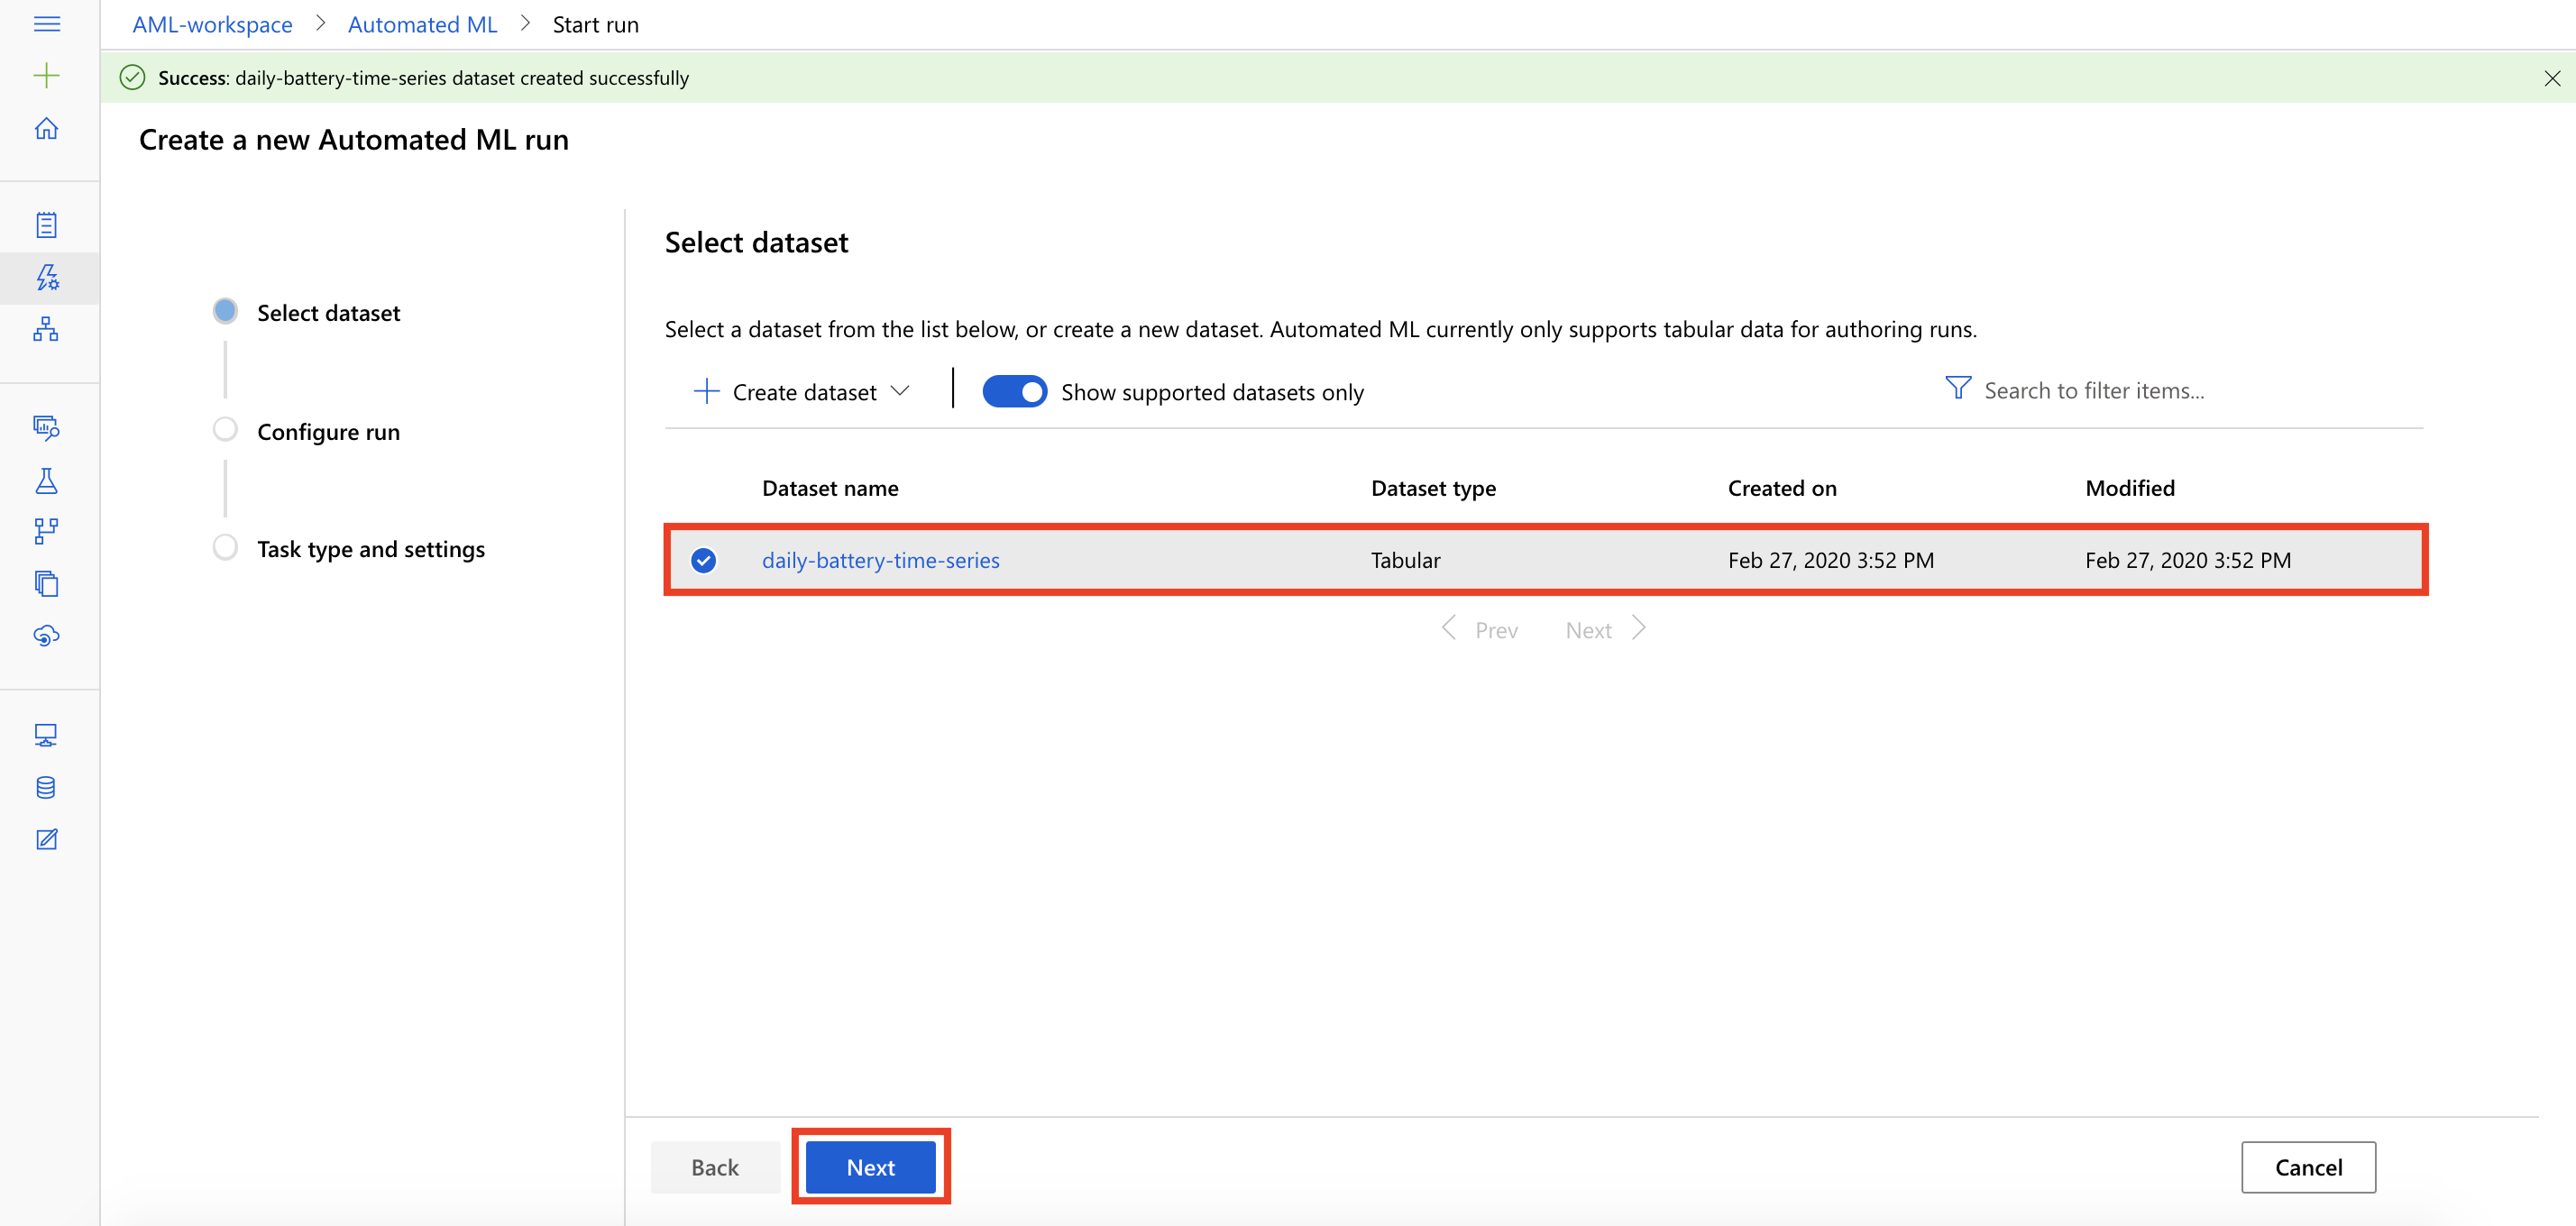 AML-workspace > Automated ML > Start run
Success: daily-battery-time-series dataset created successfully
Create a new Automated ML run
Select dataset
Configure run
Task type and settings
Select dataset
Select a dataset from the list below, or create a new dataset. Automated ML currently only supports tabular data for authoring runs.
Create dataset Show supported datasets only Search to filter items...
Dataset name Dataset type Created on Modified
daily-battery-time-series Tabular Feb 27, 2020 3:52 PM Feb 27, 2020 3:52 PM
Prev Next
Back Next Cancel